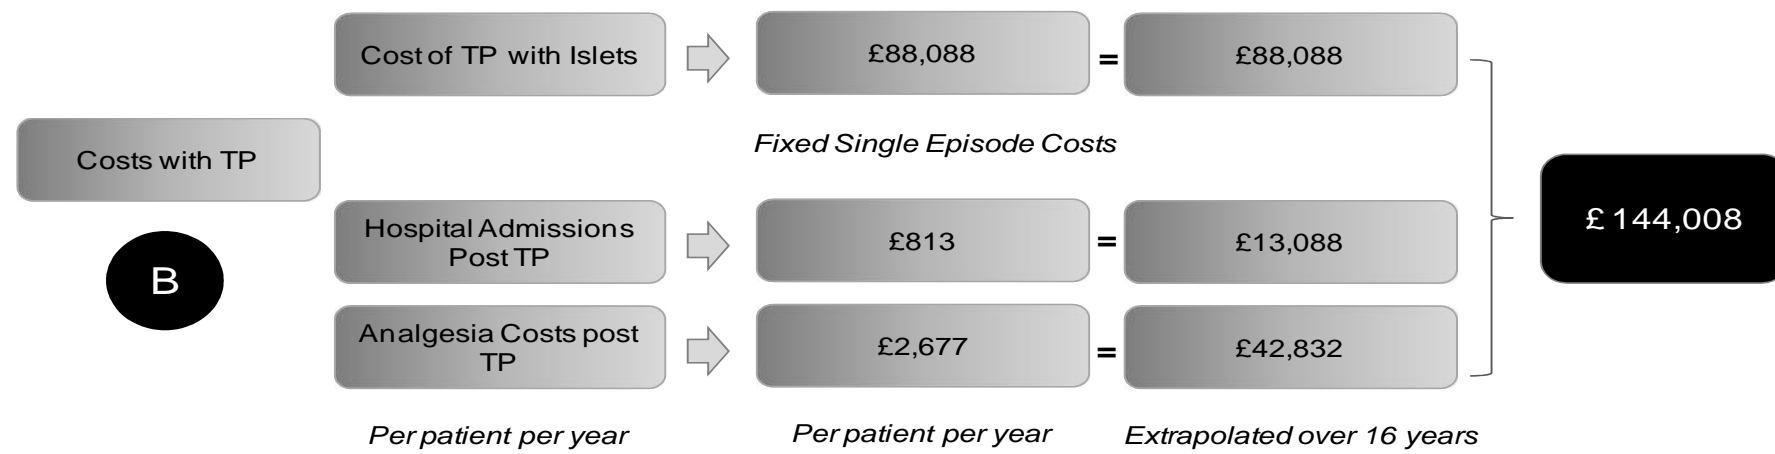 Costs with TP
B
Cost of TP with Islets
£88,088
=
£88,088
Fixed Single Episode Costs
Hospital Admissions
Post TP
£813
=
£13,088
Analgesia Costs post
TP
£2,677
=
£42,832
Per patient per year
Per patient per year
Extrapolated over 16 years
£ 144,008